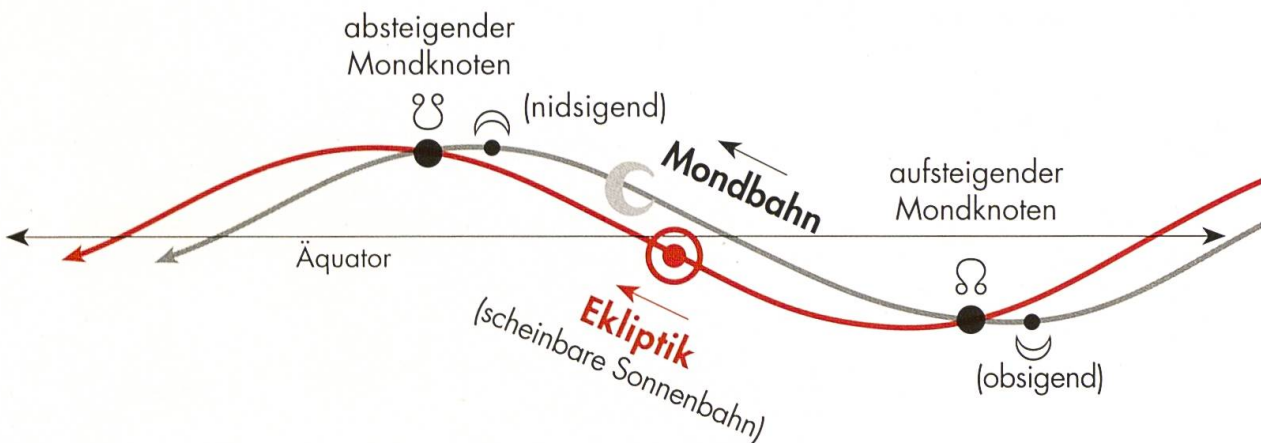 absteigender
Mondknoten
(nidsigend)
Mondbahn
aufsteigender
Mondknoten
Äquator
Ekliptik
(scheinbare Sonnenbahn)
(obsigend)